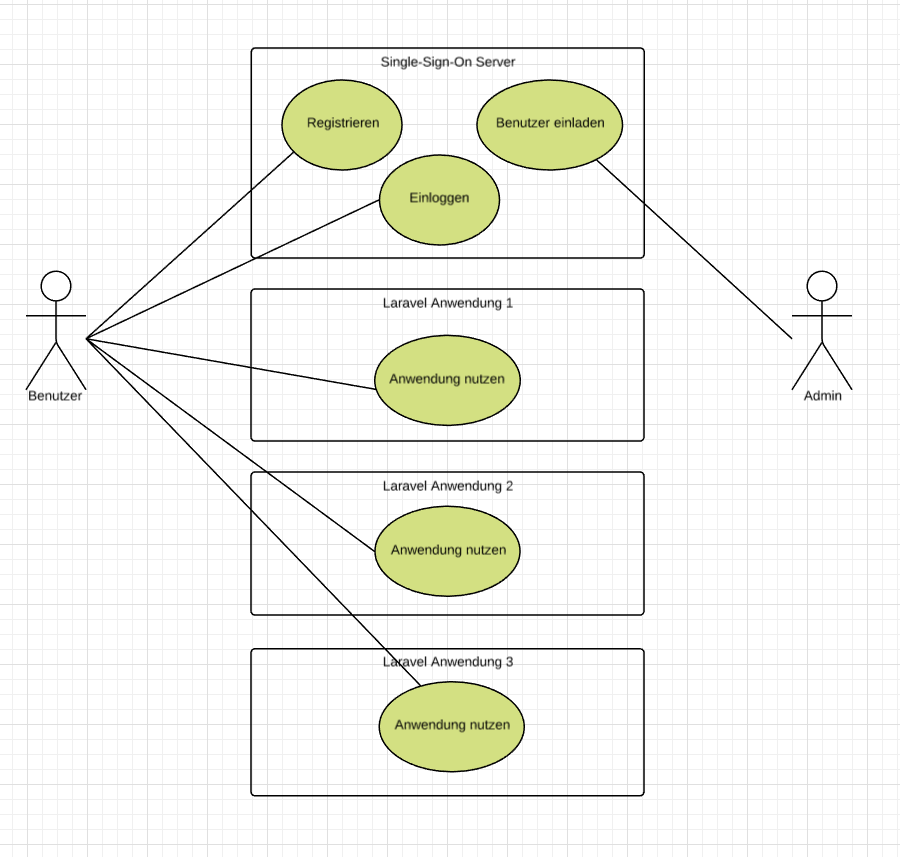 Single-Sign-On Server
Registrieren
Benutzer einladen
Einloggen
Laravel Anwendung 1
Anwendung nutzen
Benutzer
Admin
Laravel Anwendung 2
Anwendung nutzen
Laravel Anwendung 3
Anwendung nutzen